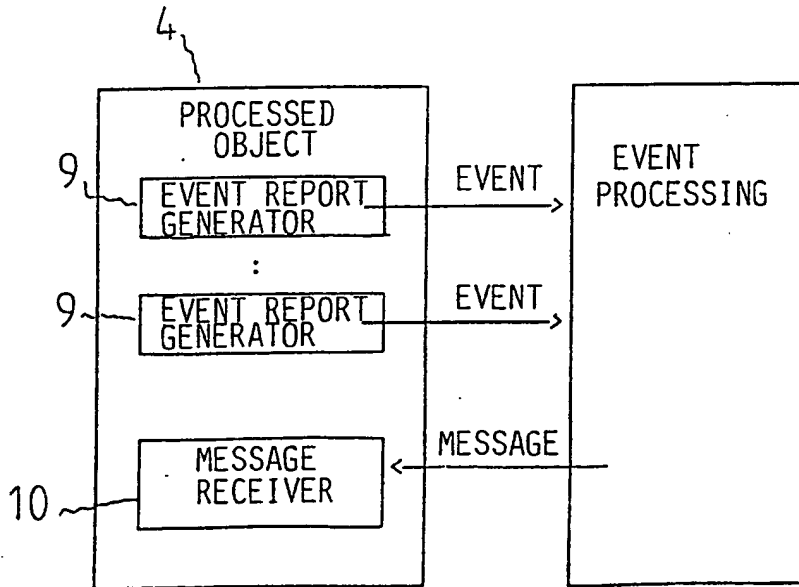 4
PROCESSED
OBJECT
9
EVENT REPORT
GENERATOR
EVENT
EVENT
PROCESSING
:
9
EVENT REPORT
GENERATOR
EVENT
MESSAGE
RECEIVER
MESSAGE
10